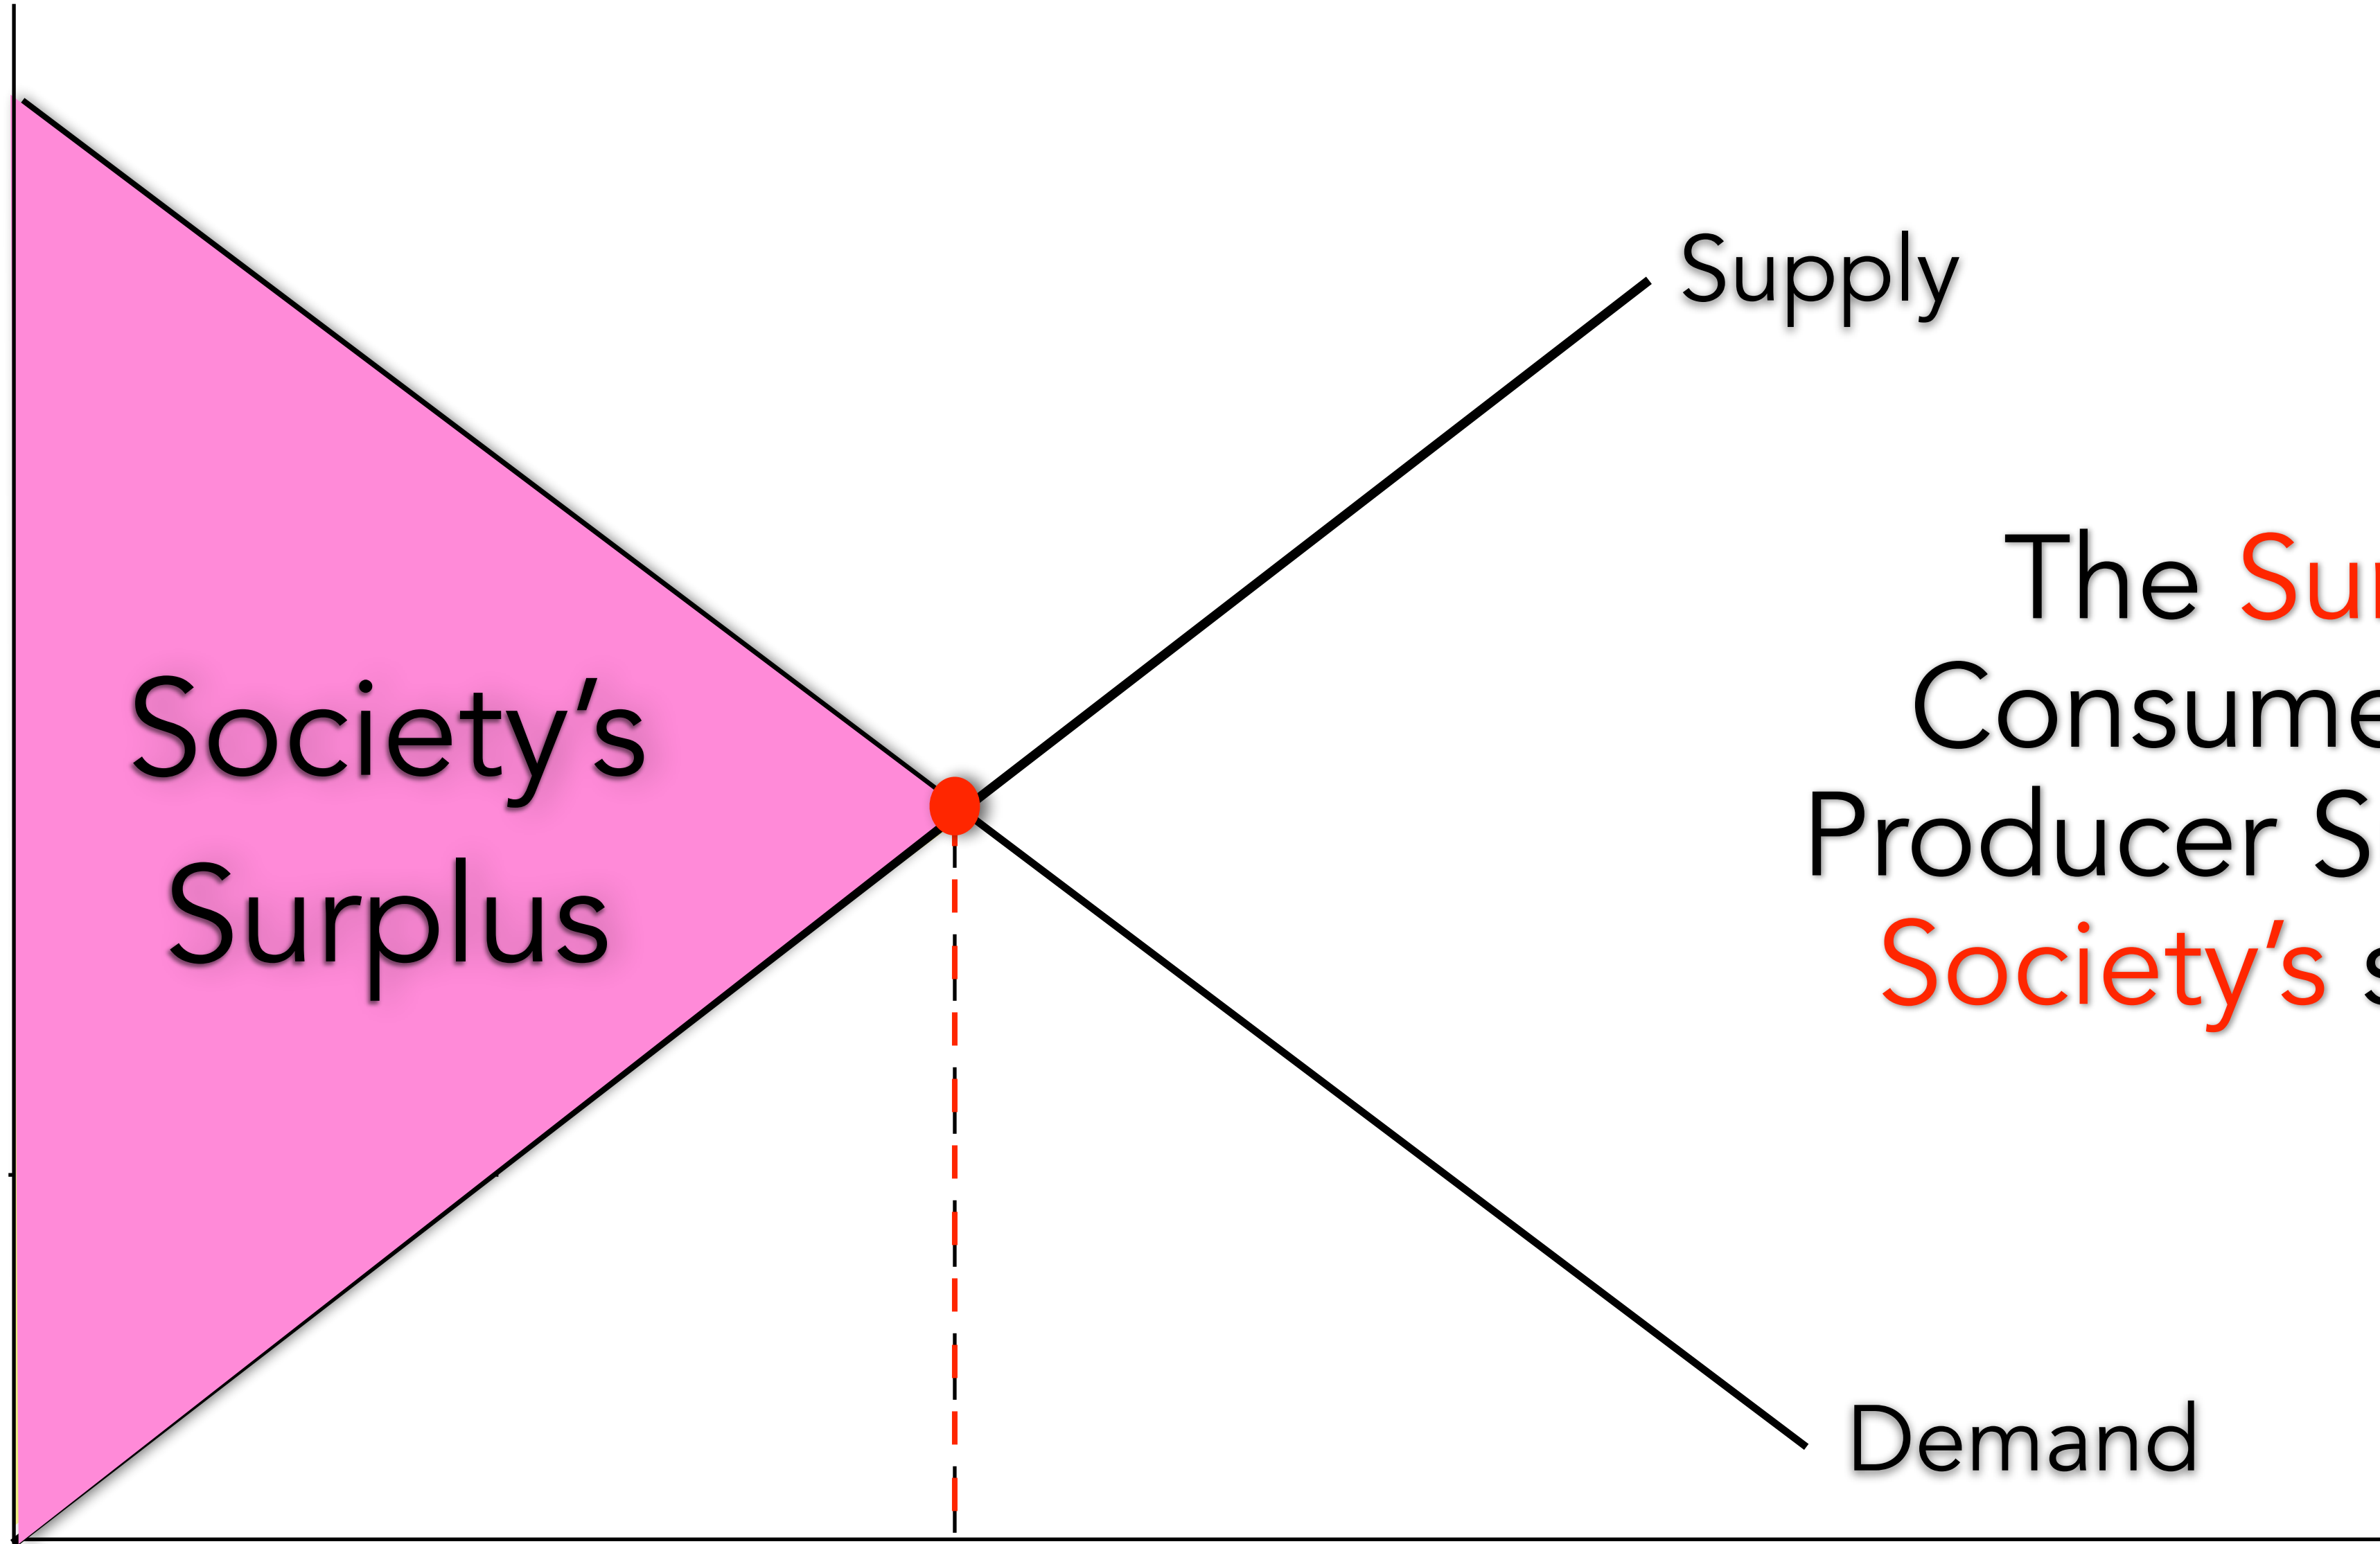 Supply
The
Society's
Surplus
Producer
Society's
Demand